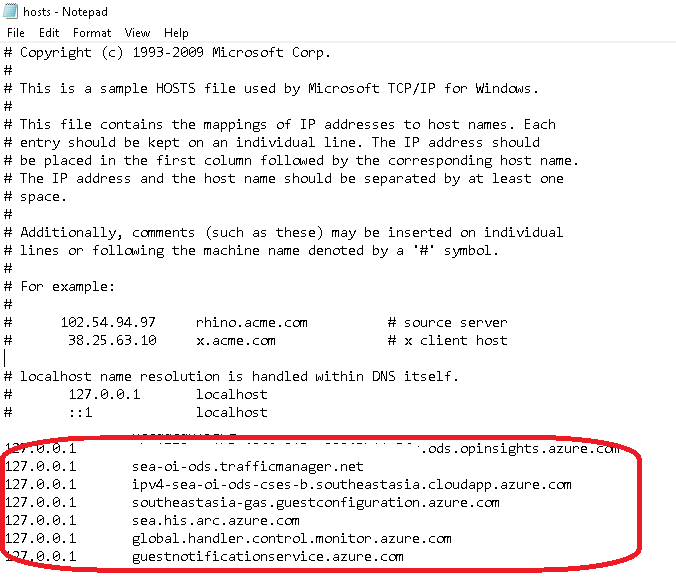 hosts - Notepad
File Edit Format View Help
# Copyright (c) 1993-2009 Microsoft Corp.
#
# This is a sample HOSTS file used by Microsoft TCP/IP for Windows.
#
# This file contains the mappings of IP addresses to host names. Each
# entry should be kept on an individual line. The IP address should
# be placed in the first column followed by the corresponding host name.
# The IP address and the host name should be separated by at least one
# space.
#
# Additionally, comments (such as these) may be inserted on individual
# lines or following the machine name denoted by a '#' symbol.
#
# For example:
#
# 102.54.94.97 rhino.acme.com # source server
# 38.25.63.10 x.acme.com # x client host
# localhost name resolution is handled within DNS itself.
# 127.0.0.1 localhost
# ::1 localhost
127.0.0.1 .ods.opinsights.azure.com
127.0.0.1 sea-oi-ods.trafficmanager.net
127.0.0.1 ipv4-sea-oi-ods-cses-b.southeastasia.cloudapp.azure.com
127.0.0.1 southeastasia-gas.guestconfiguration.azure.com
127.0.0.1 sea.his.arc.azure.com
127.0.0.1 global.handler.control.monitor.azure.com
127.0.0.1 guestnotificationservice.azure.com